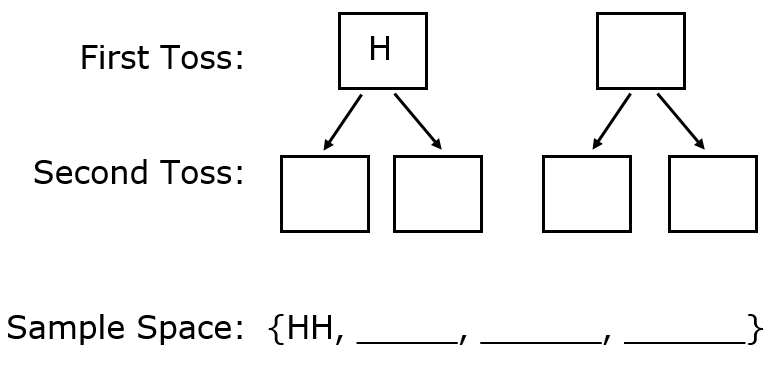 First Toss: H
Second Toss:
Sample Space: {HH, ______, _______, _______}